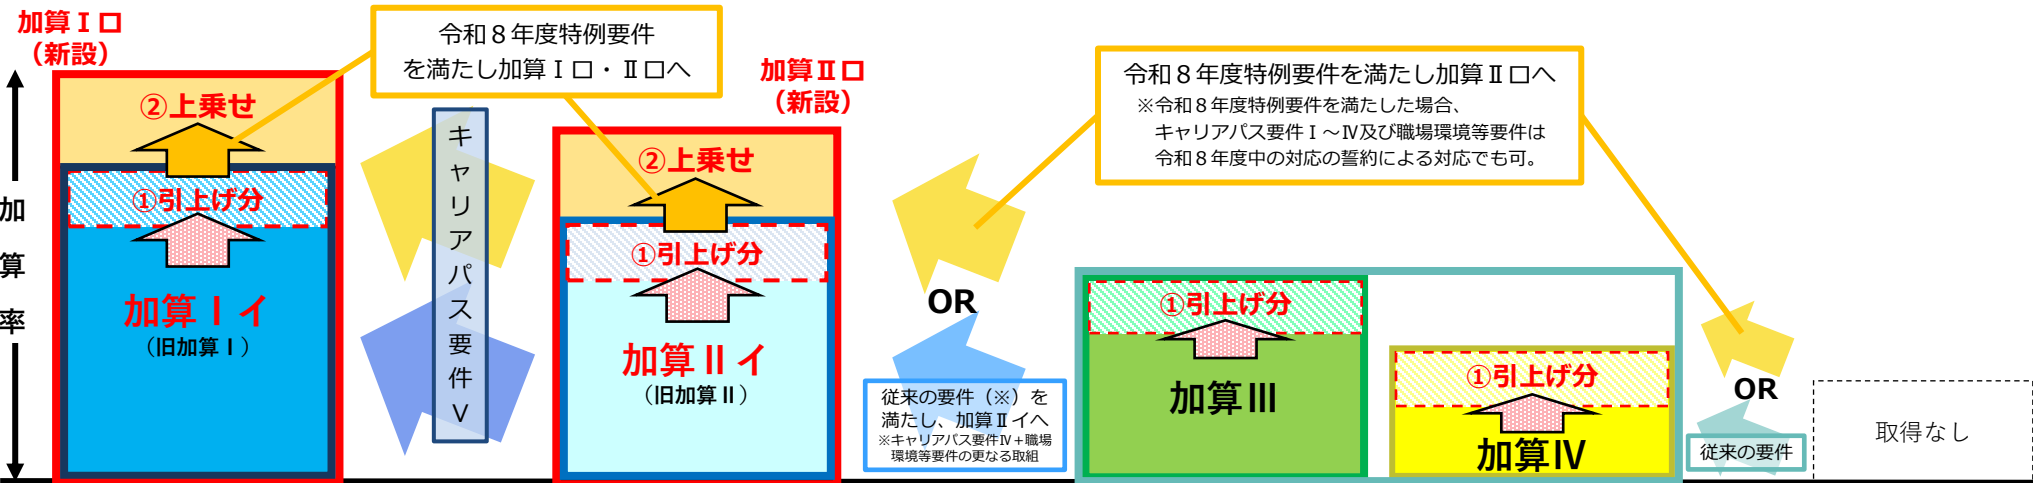 加算Ⅰロ
（新設）
②上乗せ
①引上げ分
加算Ⅰイ
（旧加算Ⅰ）
加算率
令和８年度特例要件
を満たし加算Ⅰロ・Ⅱロへ
キャリアパス要件Ⅴ
加算Ⅱロ
（新設）
②上乗せ
①引上げ分
加算Ⅱイ
（旧加算Ⅱ）
令和８年度特例要件を満たし加算Ⅱロへ
※令和８年度特例要件を満たした場合、
キャリアパス要件Ⅰ～Ⅳ及び職場環境等要件は
令和８年度中の対応の誓約による対応でも可。
OR
従来の要件（※）を
満たし、加算Ⅱイへ
※キャリアパス要件Ⅳ＋職場
環境等要件の更なる取組
①引上げ分
加算Ⅲ
①引上げ分
加算Ⅳ
OR
従来の要件
取得なし